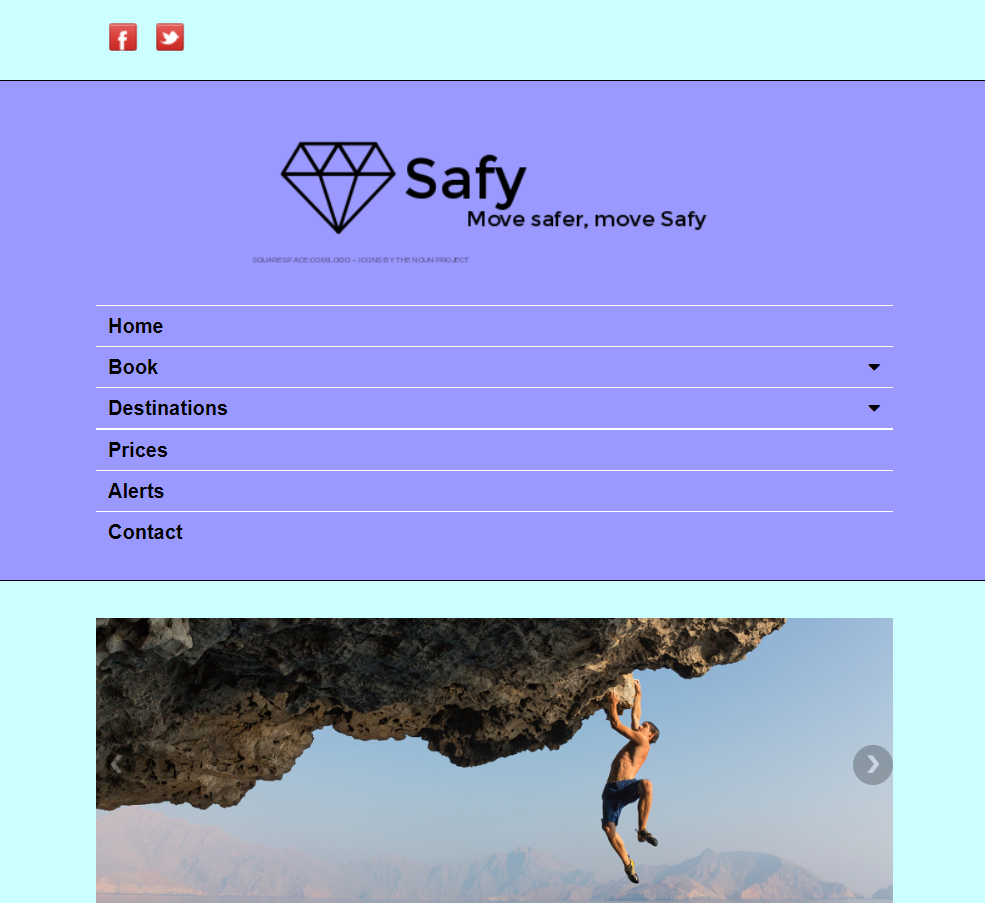 Safy
Move safer, move Safy
SQUARESPACE.COM/LOGO – ICONS BY THE NOUN PROJECT
Home
Book
Destinations
Prices
Alerts
Contact